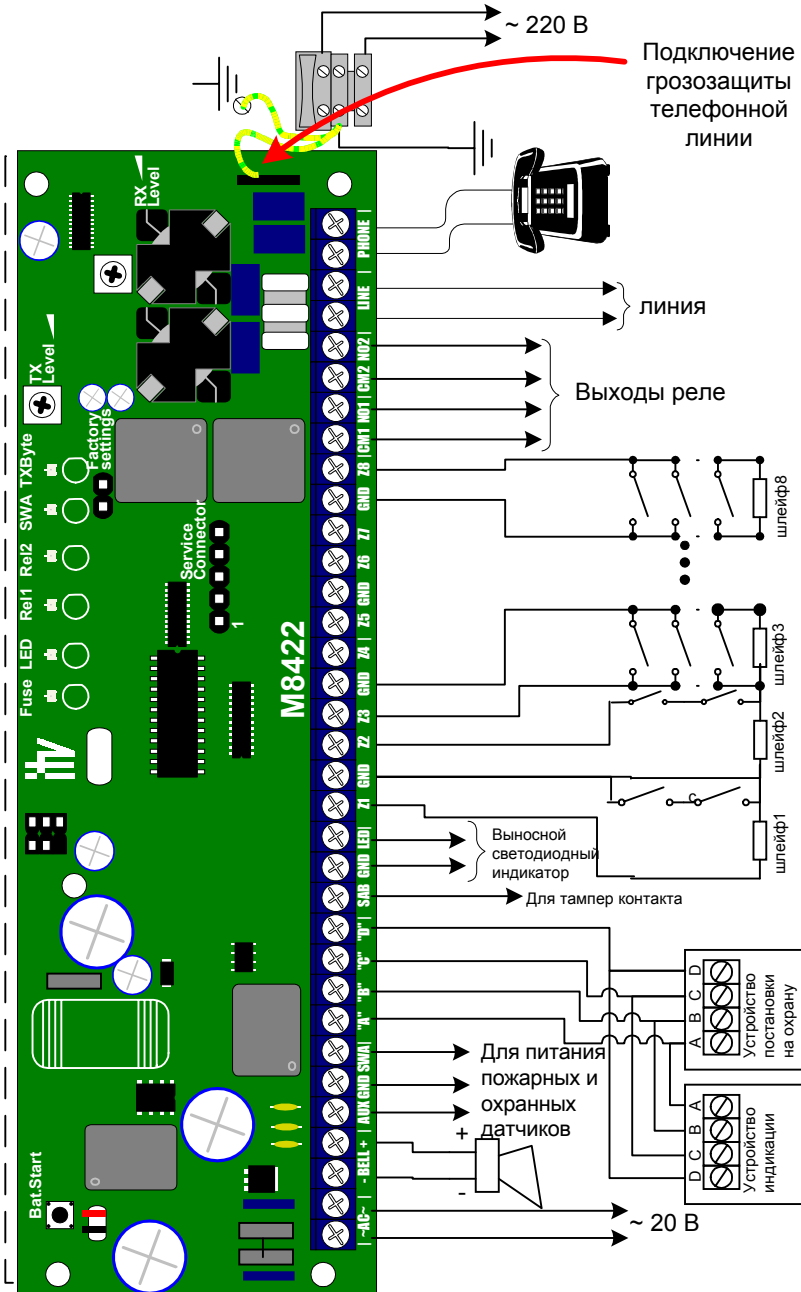 ~ 220 В
Подключение
грозозащиты
телефонной
линии
RX
Level
TX
Level
Factory
settings
TXByte
SWA
Rel2
Rel1
LED
Fuse
Service
Connector
1
M8422
itv
Bat.Start
PHONE |
LINE |
CM2 NO2 |
| CM1 NO1 |
Z8
GND
Z7
Z6
GND
Z5
Z4 |
GND
Z3
Z2
GND
Z1
GND LED |
SAB
"D" |
"C"
"B"
"A"
AUX GND SWA |
- BELL + |
| ~AC~ |
линия
Выходы реле
шлейф8
шлейф3
шлейф2
шлейф1
с
Выносной
светодиодный
индикатор
Для тампер контакта
Для питания
пожарных и
охранных
датчиков
+
-
~ 20 В
D
C
B
A
Устройство
постановки
на охрану
A
B
C
D
Устройство
индикации